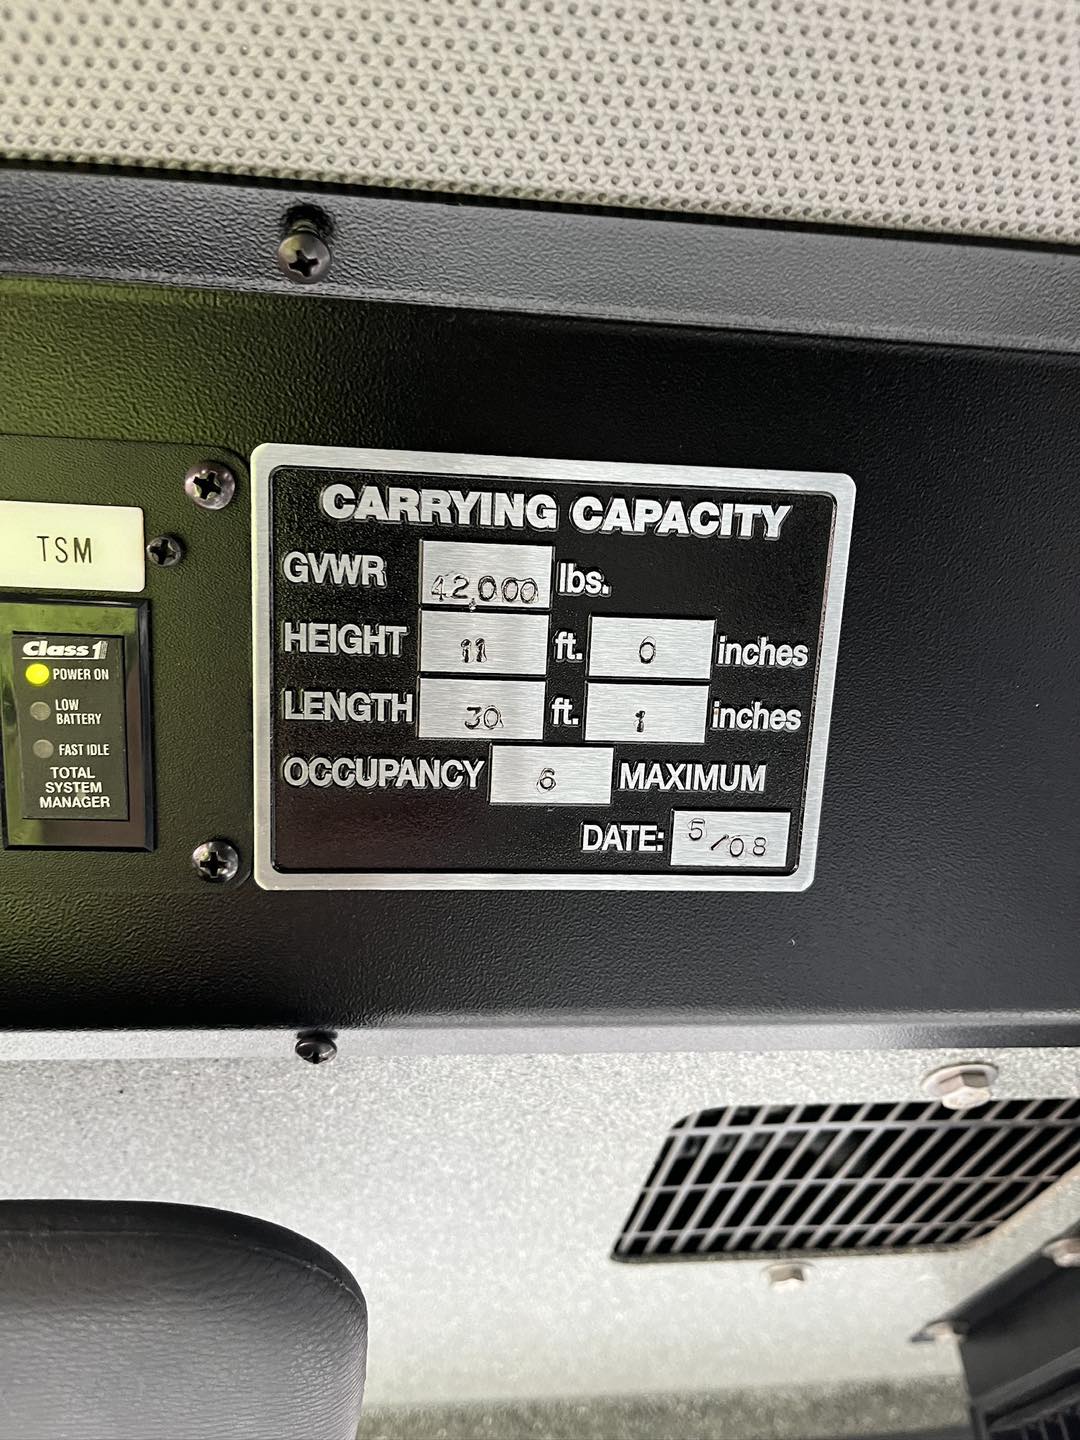 CARRYING CAPACITY
GVWR 42,000 lbs.
HEIGHT 11 ft. 0 inches
LENGTH 30 ft. 1 inches
OCCUPANCY 6 MAXIMUM
DATE: 5/08
TSM
Class 1
POWER ON
LOW
BATTERY
FAST IDLE
TOTAL
SYSTEM
MANAGER